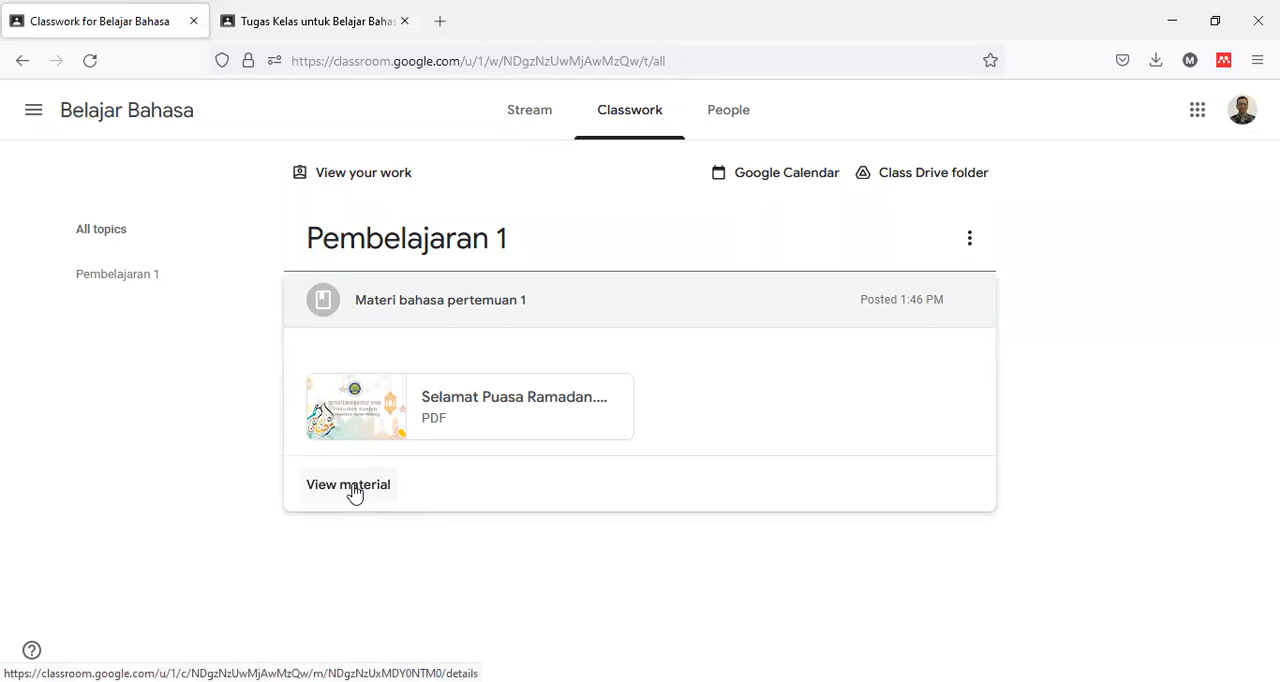 Classwork for Belajar Bahasa
Tugas Kelas untuk Belajar Bahas
https://classroom.google.com/u/1/w/NDgzNzUwMjAwMzQw/t/all
M
Belajar Bahasa
Stream
Classwork
People
View your work
Google Calendar
Class Drive folder
All topics
Pembelajaran 1
Pembelajaran 1
Materi bahasa pertemuan 1
Posted 1:46 PM
Selamat Puasa Ramadan....
PDF
View material
https://classroom.google.com/u/1/c/NDgzNzUwMjAwMzQw/m/NDgzNzUxMDY0NTM0/details